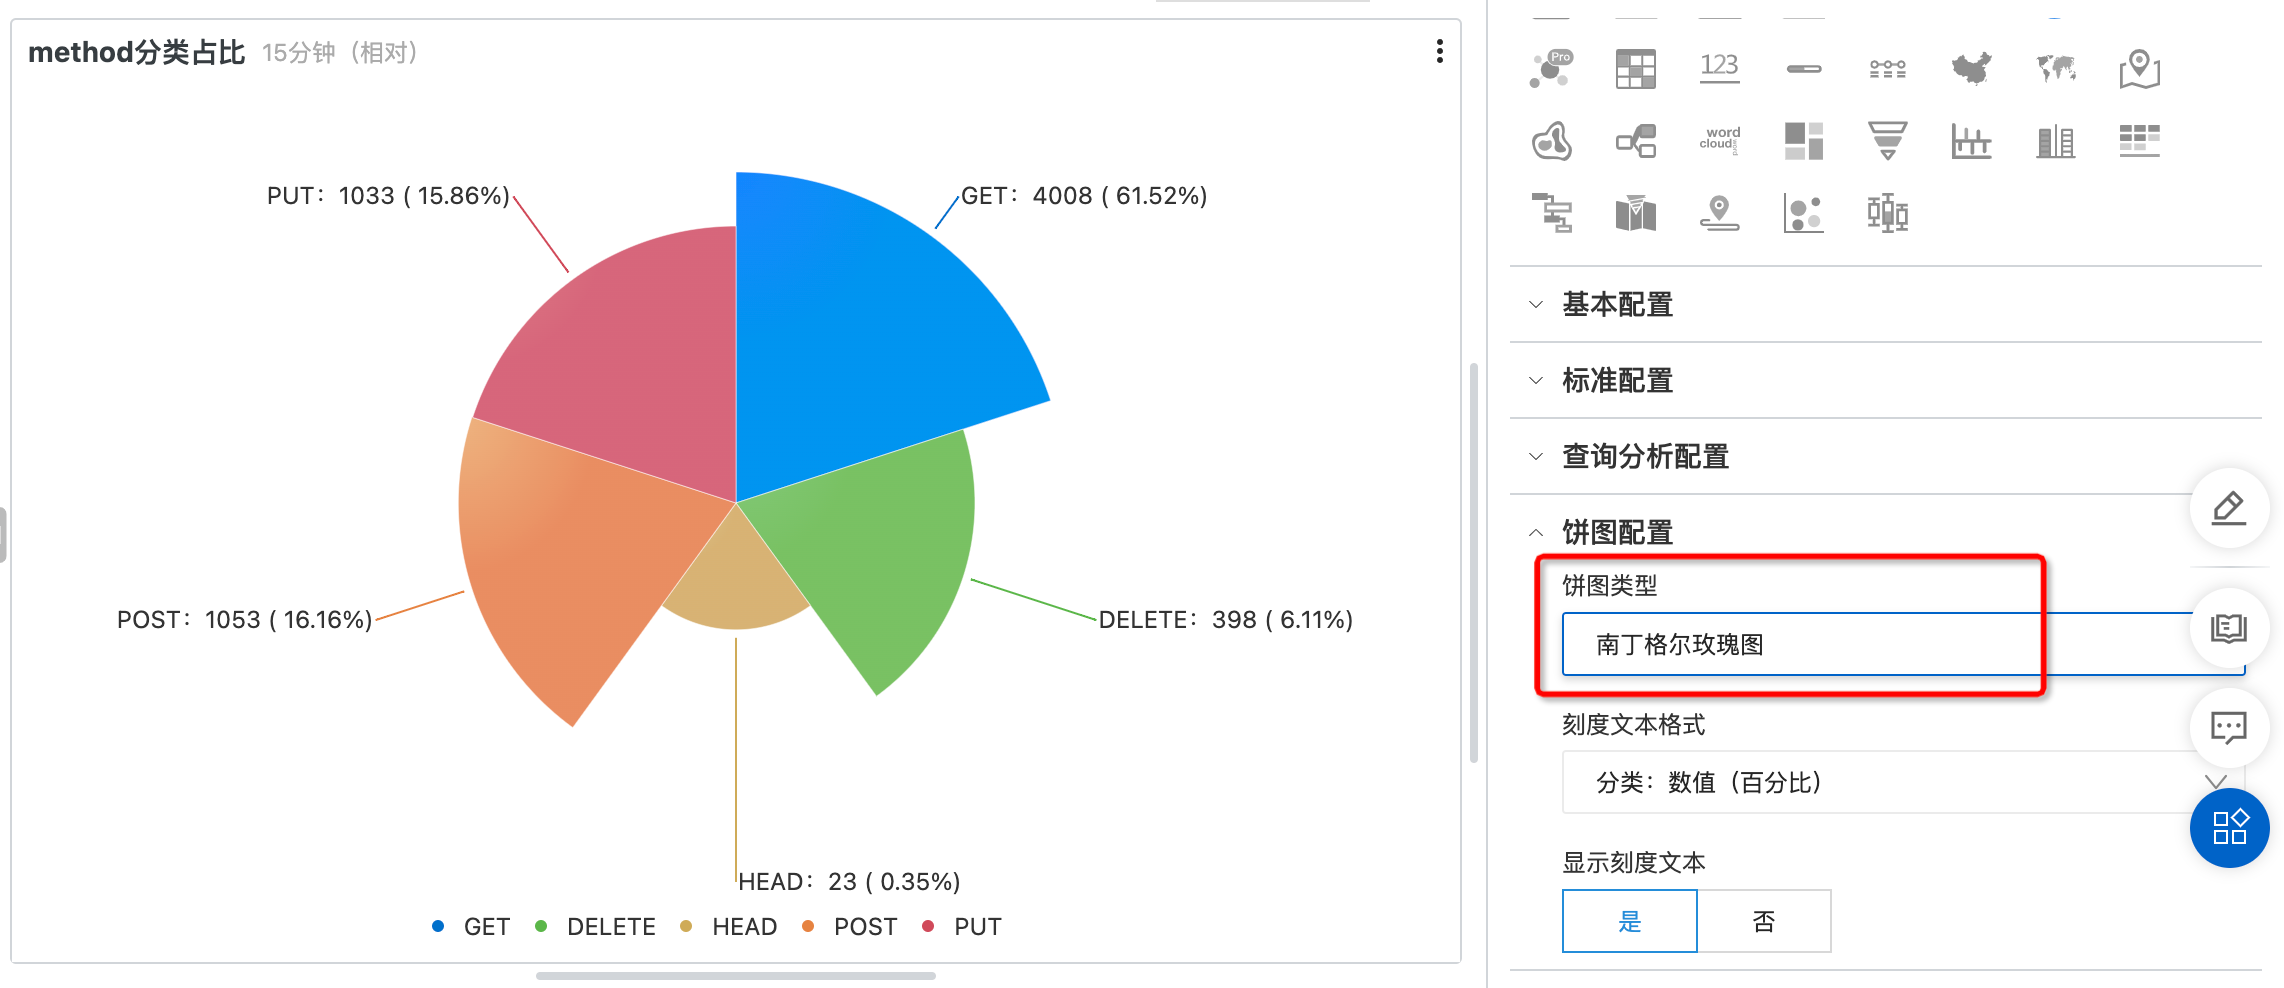 method分类占比 15分钟（相对）
PUT：1033 ( 15.86%)
GET：4008 ( 61.52%)
POST：1053 ( 16.16%)
DELETE：398 ( 6.11%)
HEAD：23 ( 0.35%)
GET DELETE HEAD POST PUT
Pro
123
word
cloud
word
基本配置
标准配置
查询分析配置
饼图配置
饼图类型
南丁格尔玫瑰图
刻度文本格式
分类：数值（百分比）
显示刻度文本
是 否